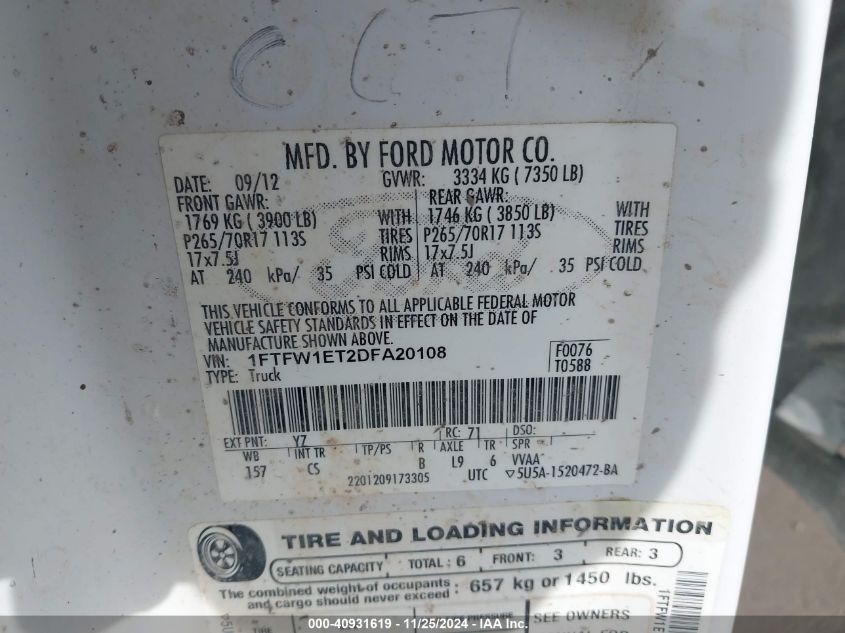 067
MFD. BY FORD MOTOR CO.
DATE: 09/12 GVWR: 3334 KG ( 7350 LB)
FRONT GAWR: REAR GAWR:
1769 KG ( 3900 LB) WITH 1746 KG ( 3850 LB) WITH
P265/70R17 113S TIRES P265/70R17 113S TIRES
17x7.5J RIMS 17x7.5J RIMS
AT 240 kPa/ 35 PSI COLD AT 240 kPa/ 35 PSI COLD
THIS VEHICLE CONFORMS TO ALL APPLICABLE FEDERAL MOTOR
VEHICLE SAFETY STANDARDS IN EFFECT ON THE DATE OF
MANUFACTURE SHOWN ABOVE.
VIN: 1FTFW1ET2DFA20108 F0076
TYPE: Truck T0588
EXT PNT: YZ RC: 71 DSO:
WB INT TR TP/PS R AXLE TR SPR
157 CS B L9 6 VVAA
2201209173305 UTC ▽5U5A-1520472-BA
TIRE AND LOADING INFORMATION
SEATING CAPACITY TOTAL: 6 FRONT: 3 REAR: 3
The combined weight of occupants and cargo should never exceed: 657 kg or 1450 lbs.
SEE OWNERS
000-40931619 - 11/25/2024 - IAAI.com